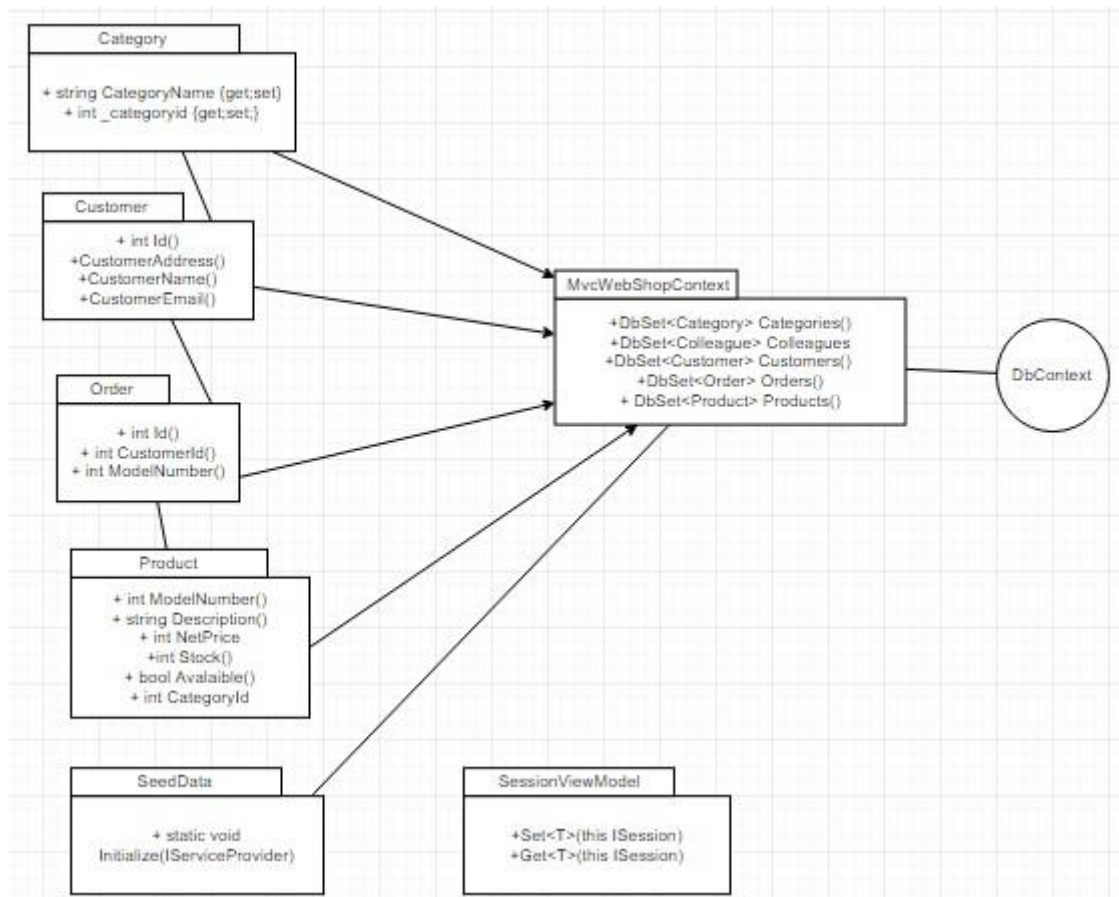 Category
+ string CategoryName {get;set}
+ int _categoryid {get;set;}
Customer
+ int Id()
+CustomerAddress()
+CustomerName()
+CustomerEmail()
Order
+ int Id()
+ int CustomerId()
+ int ModelNumber()
Product
+ int ModelNumber()
+ string Description()
+ int NetPrice
+int Stock()
+ bool Avalaible()
+ int CategoryId
SeedData
+ static void
Initialize(IServiceProvider)
SessionViewModel
+Set<T>(this ISession)
+Get<T>(this ISession)
MvcWebShopContext
+DbSet<Category> Categories()
+DbSet<Colleague> Colleagues
+DbSet<Customer> Customers()
+DbSet<Order> Orders()
+ DbSet<Product> Products()
DbContext